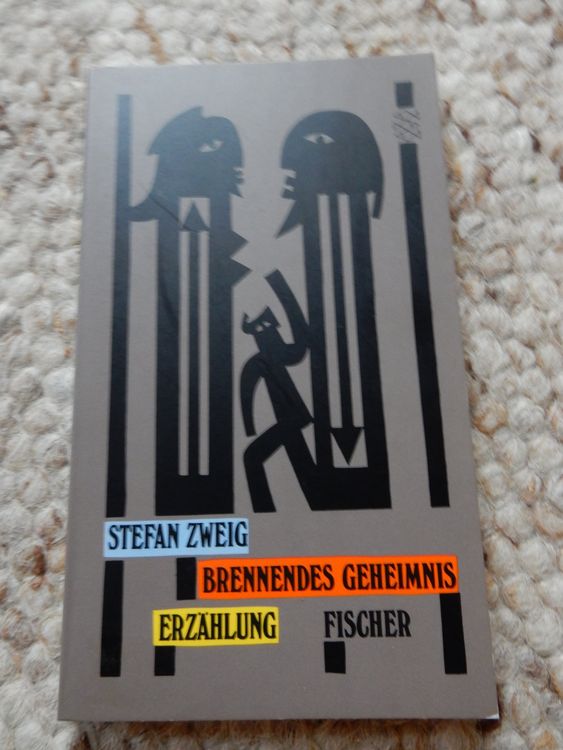 STEFAN ZWEIG
BRENNENDES GEHEIMNIS
ERZÄHLUNG FISCHER